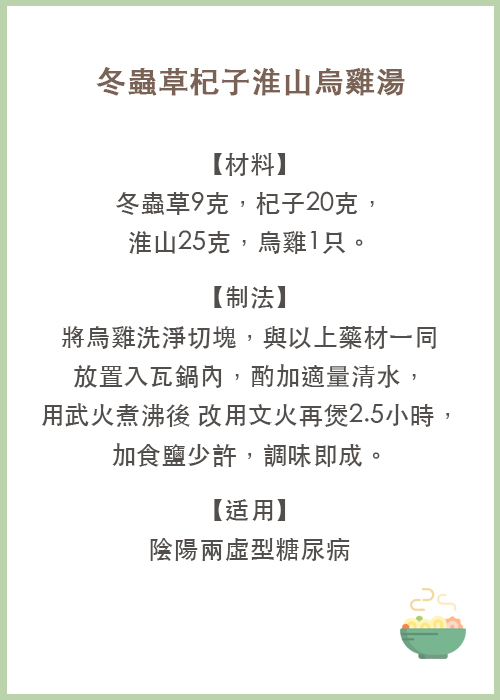 冬蟲草杞子淮山烏雞湯
【材料】
冬蟲草9克，杞子20克，
淮山25克，烏雞1只。
【制法】
將烏雞洗淨切塊，與以上藥材一同
放置入瓦鍋內，酌加適量清水，
用武火煮沸後 改用文火再煲2.5小時，
加食鹽少許，調味即成。
【适用】
陰陽兩虛型糖尿病